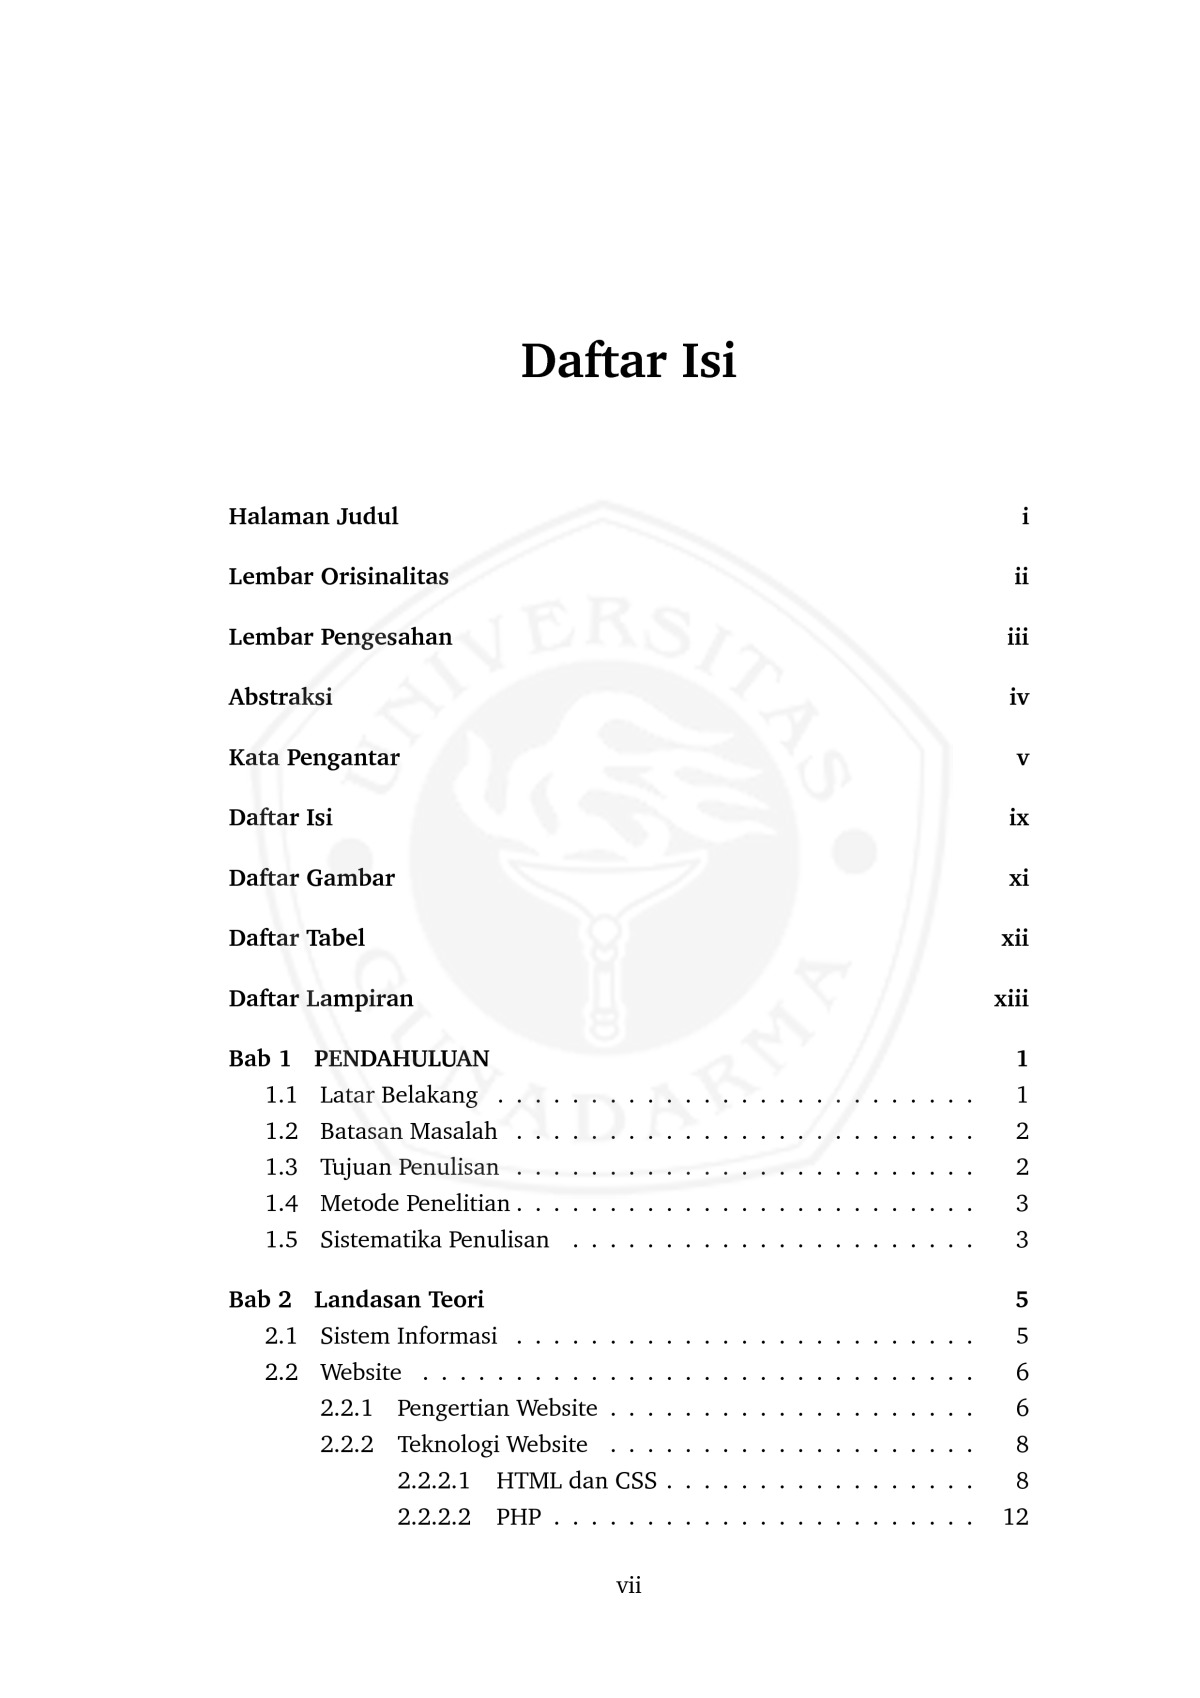 Daftar Isi
Halaman Judul i
Lembar Orisinalitas ii
Lembar Pengesahan iii
Abstraksi iv
Kata Pengantar v
Daftar Isi ix
Daftar Gambar xi
Daftar Tabel xii
Daftar Lampiran xiii
Bab 1 PENDAHULUAN 1
1.1 Latar Belakang . . . . . . . . . . . . . . . . . . . . . . . . . . 1
1.2 Batasan Masalah . . . . . . . . . . . . . . . . . . . . . . . . . 2
1.3 Tujuan Penulisan . . . . . . . . . . . . . . . . . . . . . . . . . 2
1.4 Metode Penelitian . . . . . . . . . . . . . . . . . . . . . . . . . 3
1.5 Sistematika Penulisan . . . . . . . . . . . . . . . . . . . . . . 3
Bab 2 Landasan Teori 5
2.1 Sistem Informasi . . . . . . . . . . . . . . . . . . . . . . . . . 5
2.2 Website . . . . . . . . . . . . . . . . . . . . . . . . . . . . . . 6
2.2.1 Pengertian Website . . . . . . . . . . . . . . . . . . . . 6
2.2.2 Teknologi Website . . . . . . . . . . . . . . . . . . . . 8
2.2.2.1 HTML dan CSS . . . . . . . . . . . . . . . . . 8
2.2.2.2 PHP . . . . . . . . . . . . . . . . . . . . . . . 12
vii
UNIVERSITAS
GUNADARMA